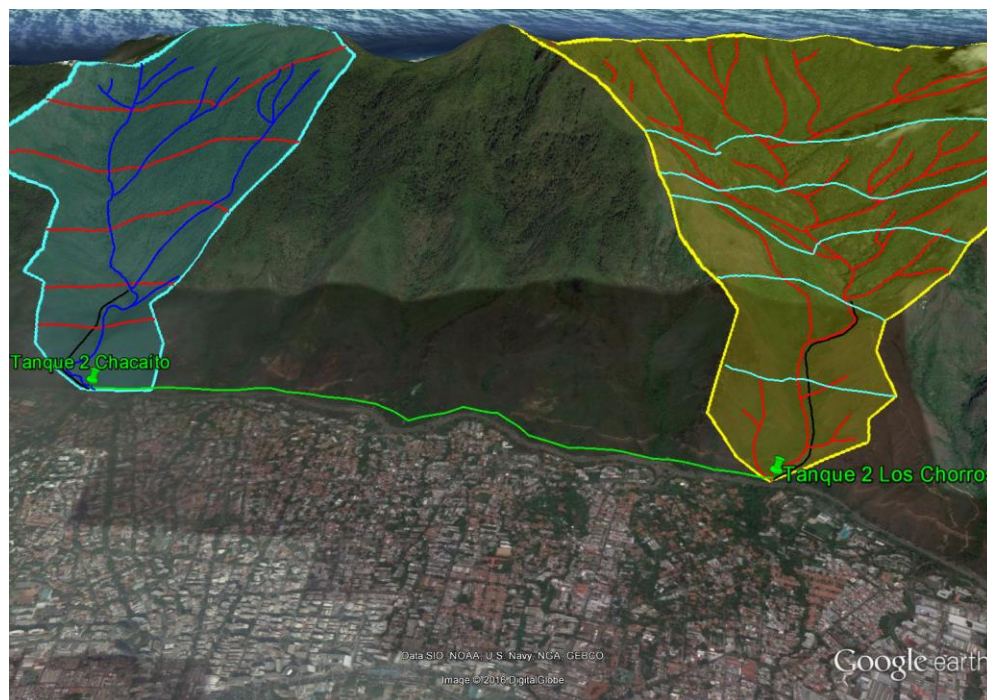 Tanque 2 Chacaito
Tanque 2 Los Chorros
Data SIO, NOAA, U.S. Navy, NGA, GEBCO
Image © 2016 DigitalGlobe
Google earth